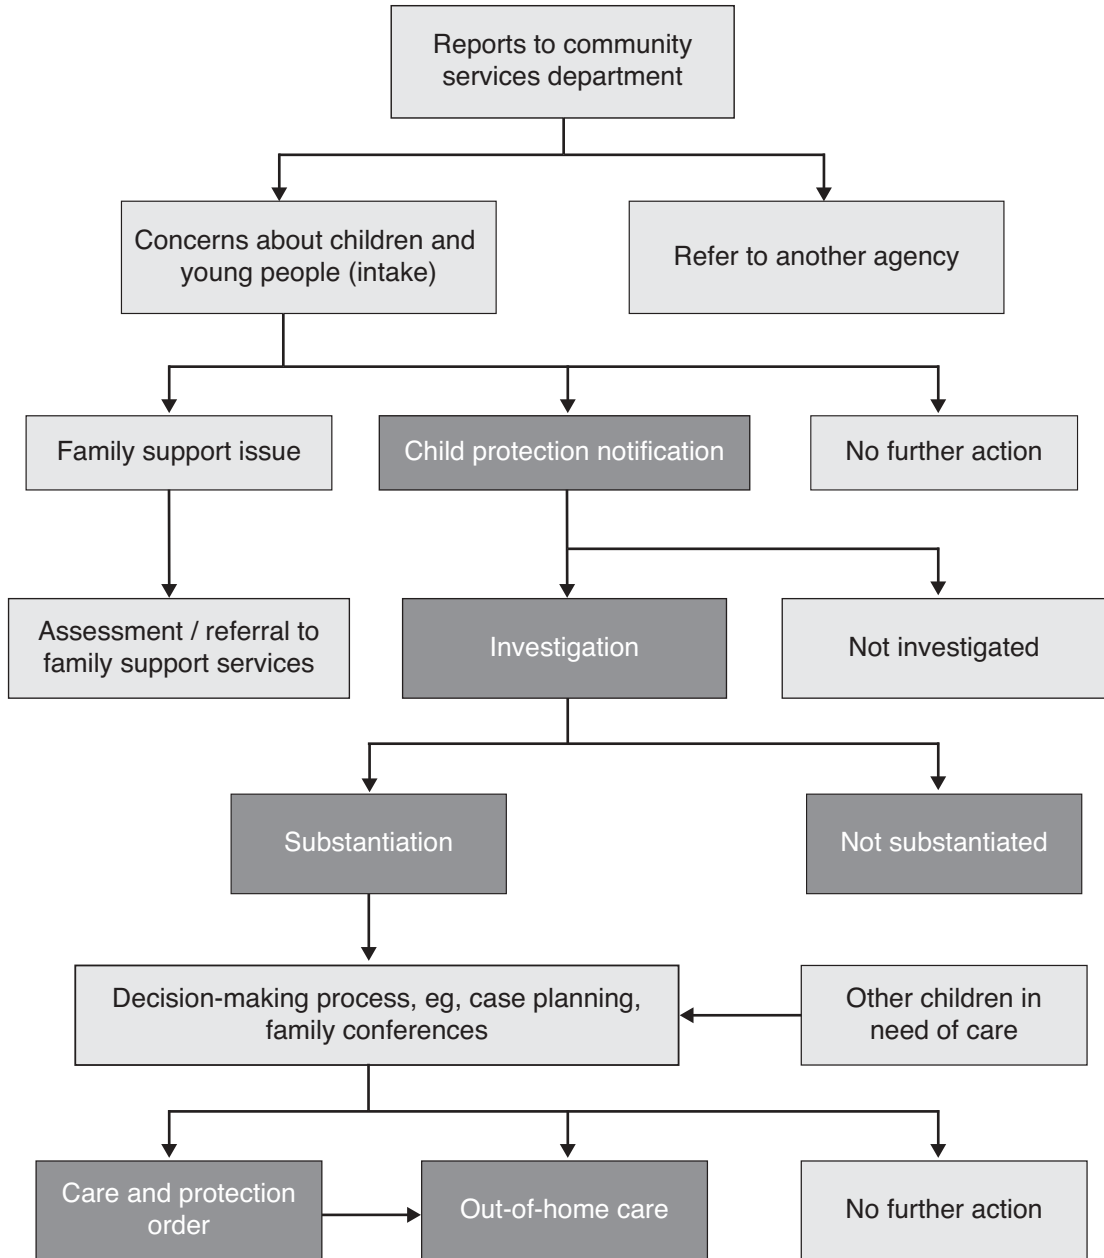 Reports to community
services department
Concerns about children and
young people (intake)
Refer to another agency
Family support issue
Child protection notification
No further action
Assessment / referral to
family support services
Investigation
Not investigated
Substantiation
Not substantiated
Decision-making process, eg, case planning,
family conferences
Other children in
need of care
Care and protection
order
Out-of-home care
No further action